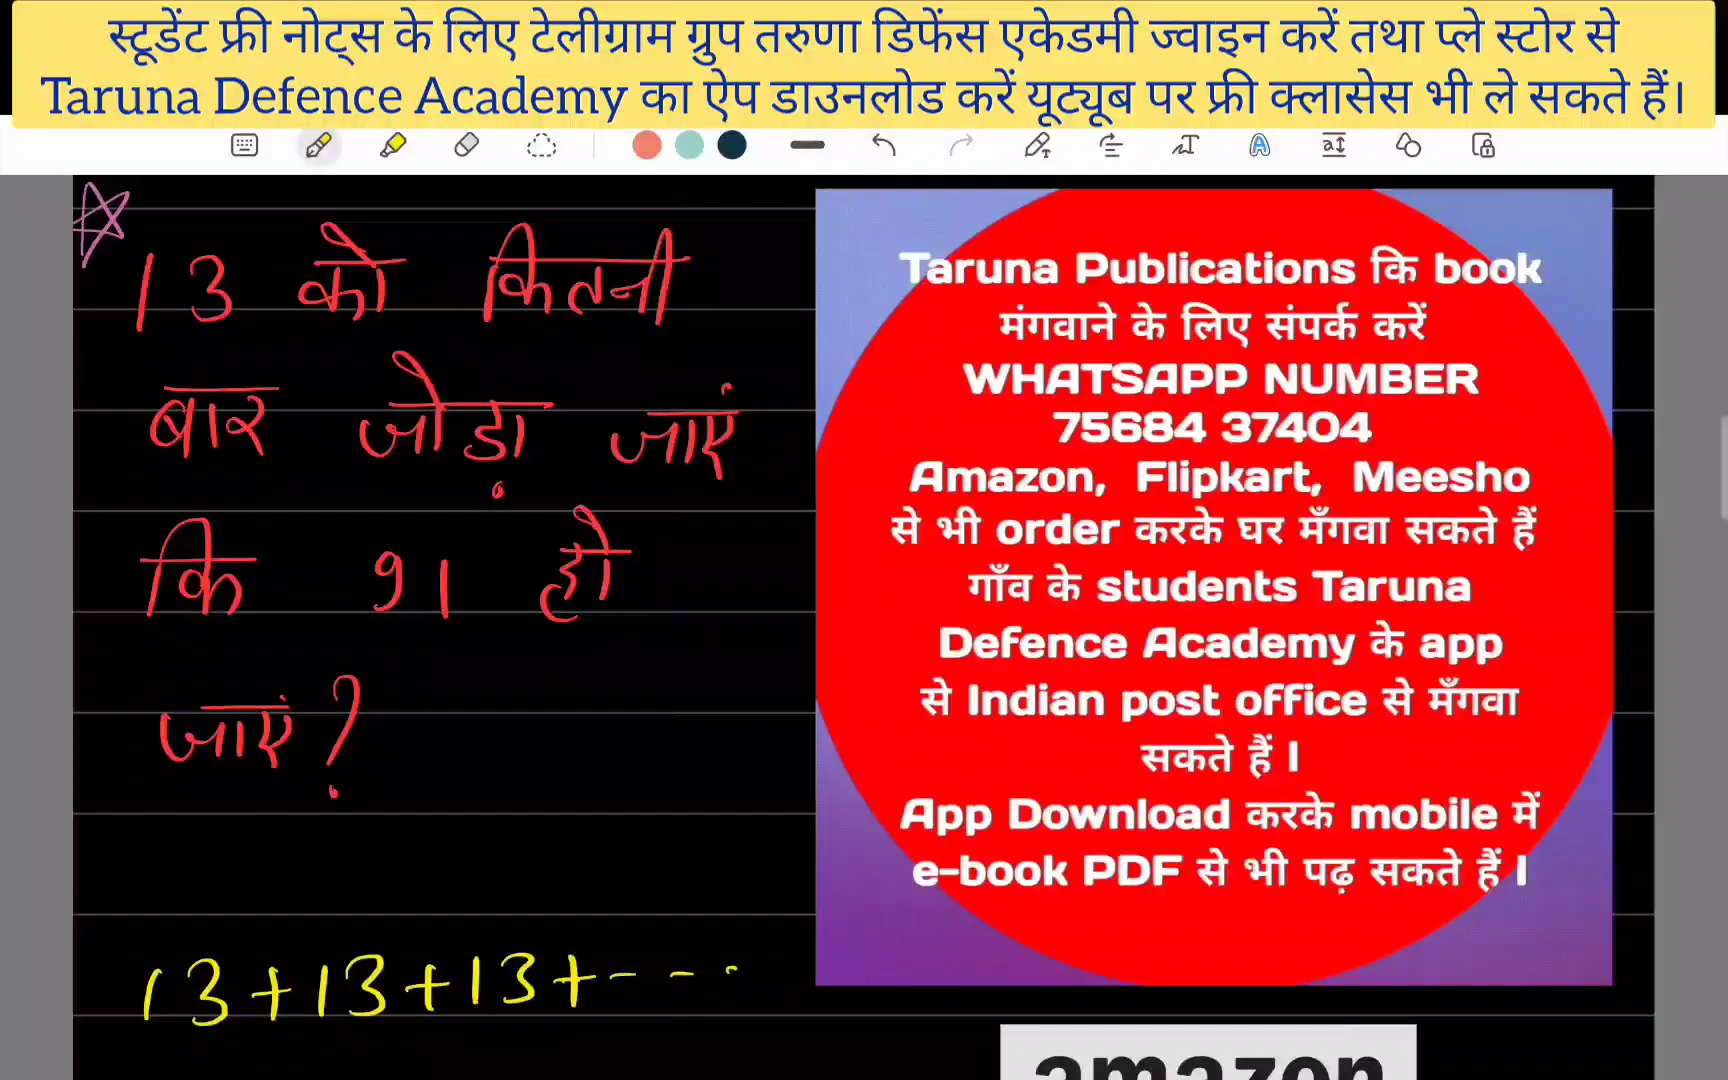 स्टूडेंट फ्री नोट्स के लिए टेलीग्राम ग्रुप तरुणा डिफेंस एकेडमी ज्वाइन करें तथा प्ले स्टोर से
Taruna Defence Academy का ऐप डाउनलोड करें यूट्यूब पर फ्री क्लासेस भी ले सकते हैं।
13 को कितनी
बार जोड़ा जाएं
कि 91 हो
जाएं?
13+13+13+---
Taruna Publications कि book
मंगवाने के लिए संपर्क करें
WHATSAPP NUMBER
75684 37404
Amazon, Flipkart, Meesho
से भी order करके घर मँगवा सकते हैं
गाँव के students Taruna
Defence Academy के app
से Indian post office से मँगवा
सकते हैं I
App Download करके mobile में
e-book PDF से भी पढ़ सकते हैं I
amazon